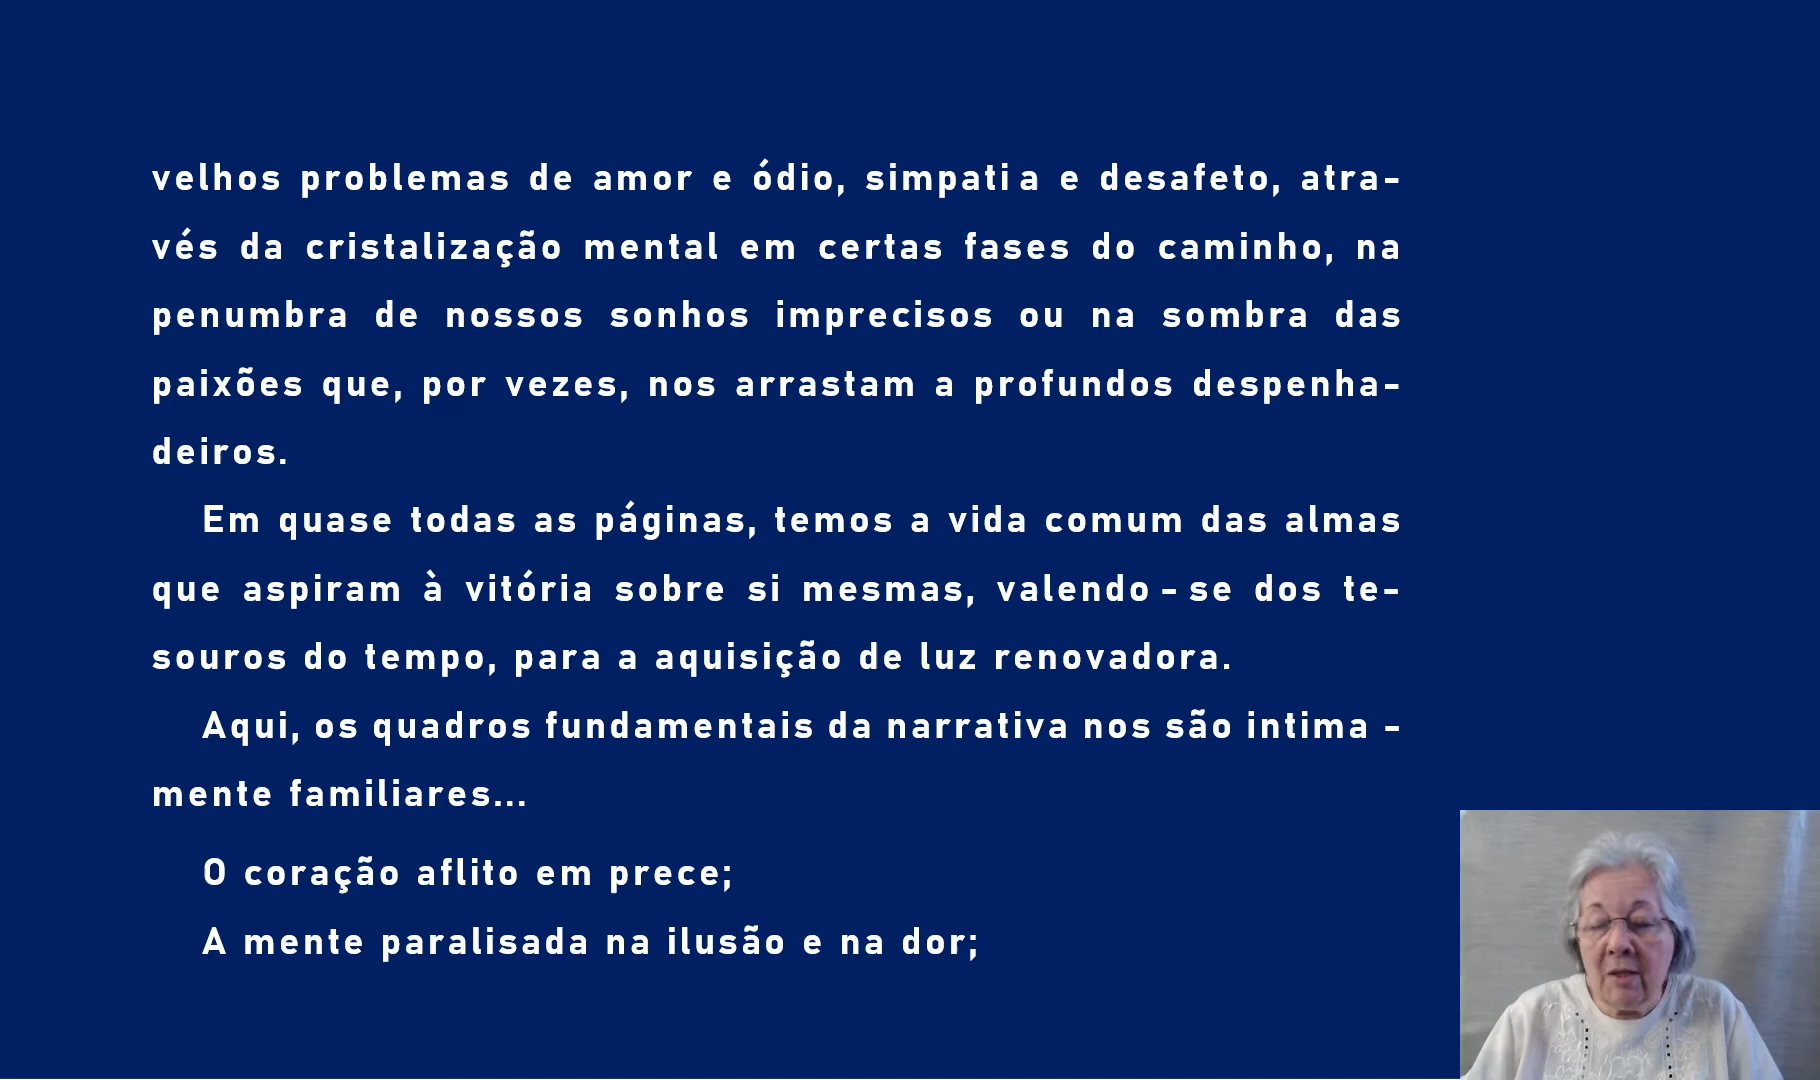 velhos problemas de amor e ódio, simpatia e desafeto, atra-
vés da cristalização mental em certas fases do caminho, na
penumbra de nossos sonhos imprecisos ou na sombra das
paixões que, por vezes, nos arrastam a profundos despenha-
deiros.
Em quase todas as páginas, temos a vida comum das almas
que aspiram à vitória sobre si mesmas, valendo-se dos te-
souros do tempo, para a aquisição de luz renovadora.
Aqui, os quadros fundamentais da narrativa nos são intima-
mente familiares...
O coração aflito em prece;
A mente paralisada na ilusão e na dor;